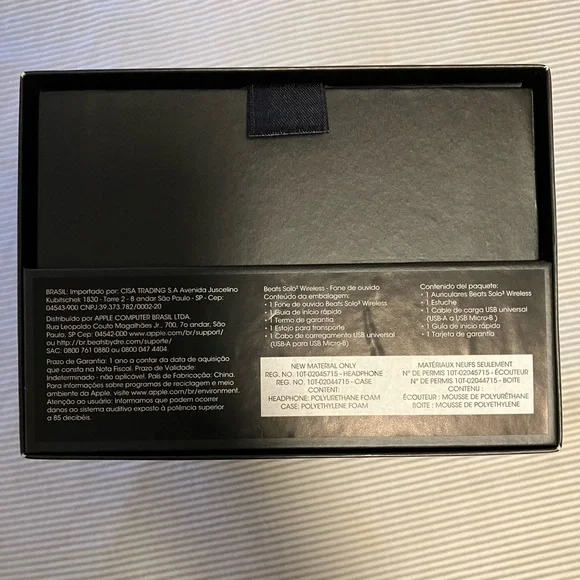 BRASIL: Importado por: CISA TRADING S.A Avenida Juscelino
Kubitschek 1830 - Torre 2 - 8 andar São Paulo - SP - Cep:
04543-900 CNPJ:39.373.782/0002-20
Distribuído por APPLE COMPUTER BRASIL LTDA.
Rua Leopoldo Couto Magalhães Jr., 700, 7o andar, São
Paulo, SP Cep: 04542-000 www.apple.com/br/support/
ou http://br.beatsbydre.com/suporte/
SAC: 0800 761 0880 ou 0800 047 4404
Prazo de Garantia: 1 ano a contar da data de aquisição
que consta na Nota Fiscal. Prazo de Validade:
Indeterminado - não aplicável. País de Fabricação: China.
Para informações sobre programas de reciclagem e meio
ambiente da Apple, visite www.apple.com/br/environment.
Atenção ao usuário: Informamos que podem ocorrer
danos ao sistema auditivo exposto à potência superior
a 85 decibéis.
Beats Solo³ Wireless - Fone de ouvido
Conteúdo da embalagem:
• 1 Fone de ouvido Beats Solo³ Wireless
• 1 Guia de início rápido
• 1 Termo de garantia
• 1 Estojo para transporte
• 1 Cabo de carregamento USB universal
(USB-A para USB Micro-B)
Contenido del paquete:
• 1 Auriculares Beats Solo³ Wireless
• 1 Estuche
• 1 Cable de carga USB universal
(USB-A a USB Micro-B )
• 1 Guía de inicio rápido
• 1 Tarjeta de garantía
NEW MATERIAL ONLY
REG. NO. 10T-02045715 - HEADPHONE
REG. NO. 10T-02044715 - CASE
CONTENT:
HEADPHONE: POLYURETHANE FOAM
CASE: POLYETHYLENE FOAM
MATÉRIAUX NEUFS SEULEMENT
N° DE PERMIS 10T-02045715 - ÉCOUTEUR
N° DE PERMIS 10T-02044715 - BOITE
CONTENU :
ÉCOUTEUR : MOUSSE DE POLYURÉTHANE
BOITE : MOUSSE DE POLYÉTHYLÈNE